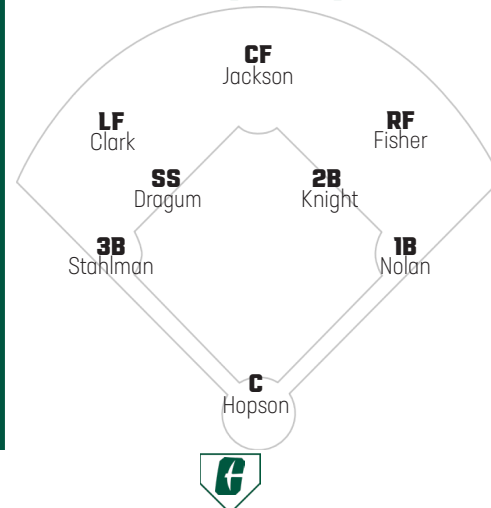 CF
Jackson
LF
Clark
RF
Fisher
SS
Dragum
2B
Knight
3B
Stahlman
1B
Nolan
C
Hopson
C